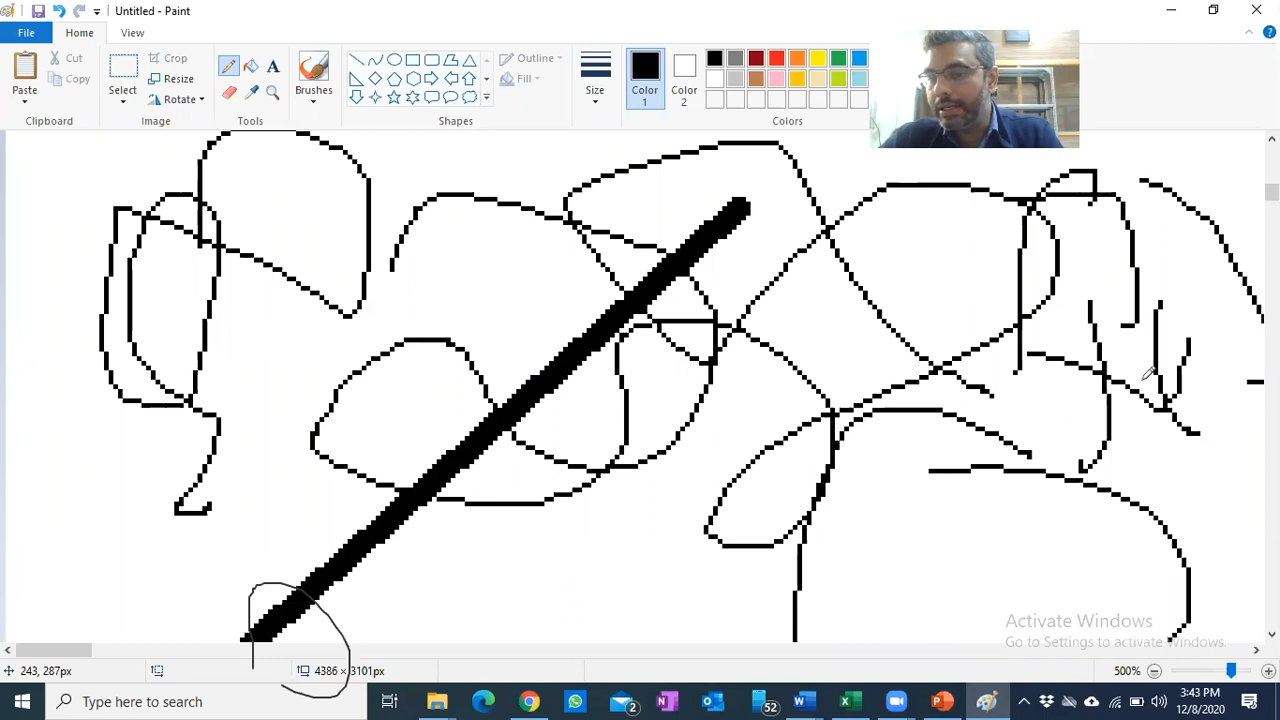 Untitled - Paint
File Home View
Paste
Cut
Copy
Clipboard
Select
Crop
Resize
Rotate
Image
A
Tools
Brushes
Outline
Fill
Shapes
Size
Color 1
Color 2
Colors
Activate Windows
Go to Settings to activate Windows.
243, 287px
4386 × 3101px
500%
Type here to search
2
52
3:43 PM
12/8/2020